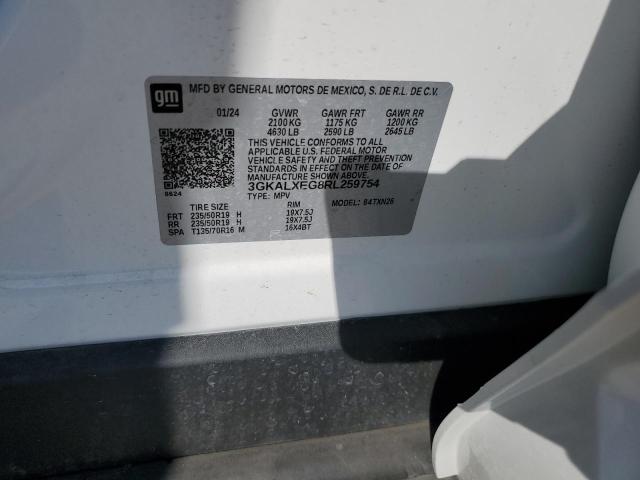 gm
MFD BY GENERAL MOTORS DE MEXICO, S. DE R.L. DE C.V.
01/24 GVWR GAWR FRT GAWR RR
2100 KG 1175 KG 1200 KG
4630 LB 2590 LB 2645 LB
THIS VEHICLE CONFORMS TO ALL
APPLICABLE U.S. FEDERAL MOTOR
VEHICLE SAFETY AND THEFT PREVENTION
STANDARDS IN EFFECT ON THE DATE OF
MANUFACTURE SHOWN ABOVE.
3GKALXEG8RL259754
8624 TYPE: MPV MODEL: 84TXN26
TIRE SIZE RIM
FRT 235/50R19 H 19X7.5J
RR 235/50R19 H 19X7.5J
SPA T135/70R16 M 16X4BT